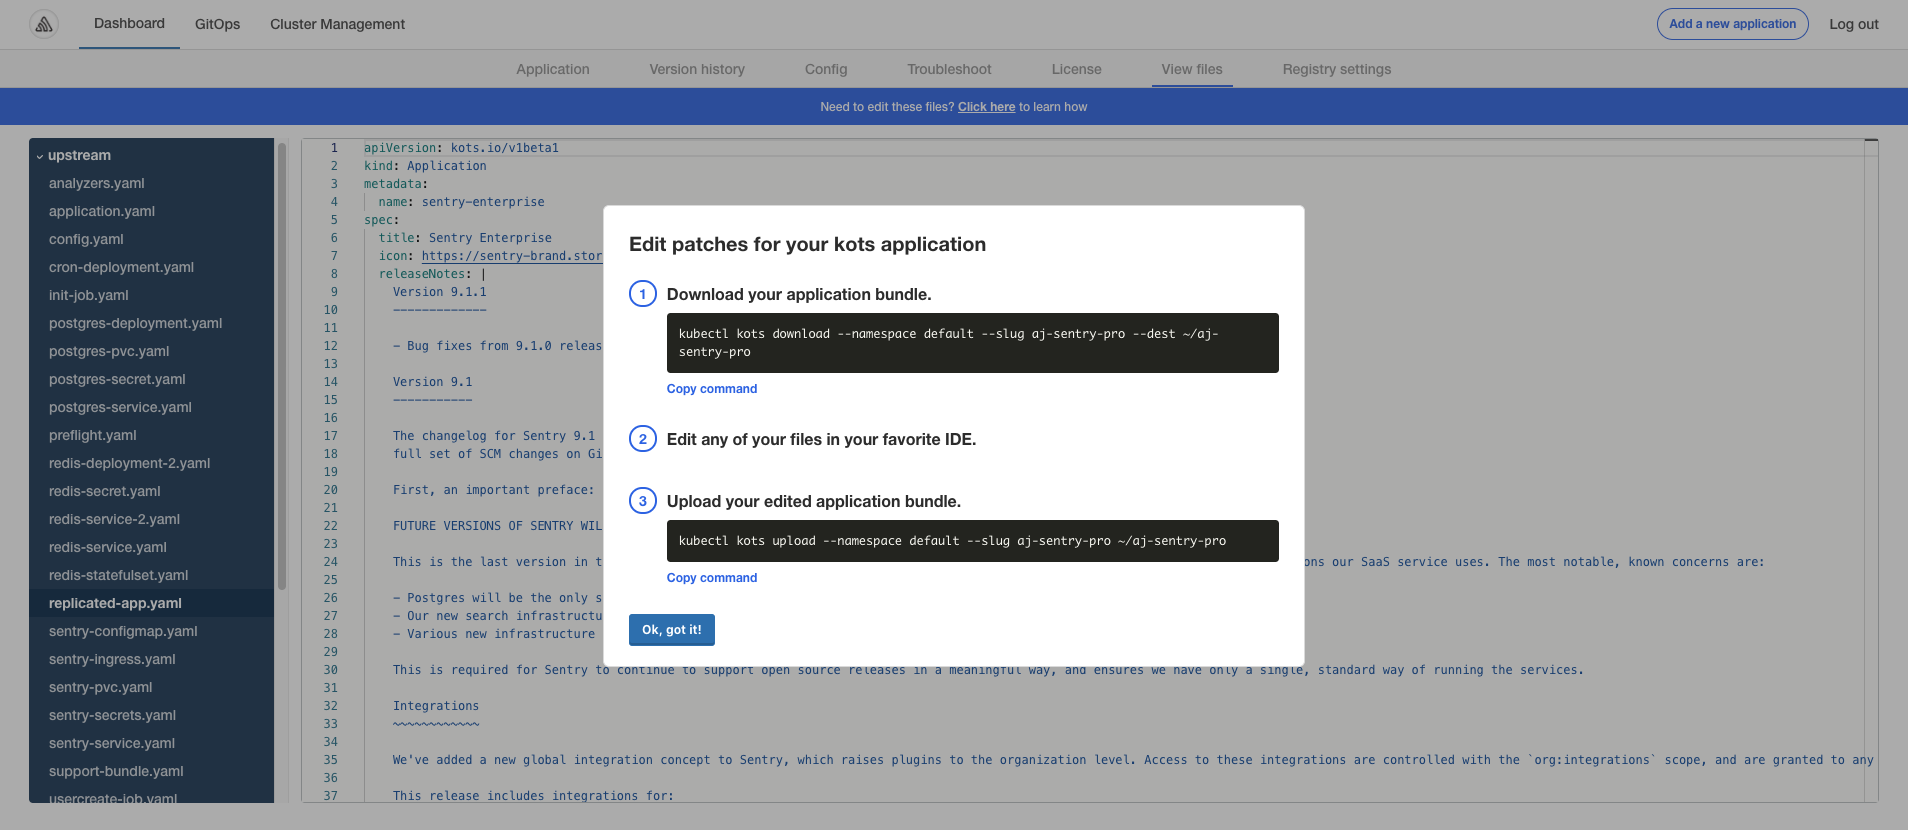 Dashboard
GitOps
Cluster Management
Add a new application
Log out
Application
Version history
Config
Troubleshoot
License
View files
Registry settings
Need to edit these files? Click here to learn how
upstream
analyzers.yaml
application.yaml
config.yaml
cron-deployment.yaml
init-job.yaml
postgres-deployment.yaml
postgres-pvc.yaml
postgres-secret.yaml
postgres-service.yaml
preflight.yaml
redis-deployment-2.yaml
redis-secret.yaml
redis-service-2.yaml
redis-service.yaml
redis-statefulset.yaml
replicated-app.yaml
sentry-configmap.yaml
sentry-ingress.yaml
sentry-pvc.yaml
sentry-secrets.yaml
sentry-service.yaml
support-bundle.yaml
usercreate-job.yaml
1 apiVersion: kots.io/v1beta1
2 kind: Application
3 metadata:
4 name: sentry-enterprise
5 spec:
6 title: Sentry Enterprise
7 icon: https://sentry-brand.stor
8 releaseNotes: |
9 Version 9.1.1
10 -------------
11
12 - Bug fixes from 9.1.0 releas
13
14 Version 9.1
15 -----------
16
17 The changelog for Sentry 9.1
18 full set of SCM changes on Gi
19
20 First, an important preface:
21
22 FUTURE VERSIONS OF SENTRY WIL
23
24 This is the last version in t ons our SaaS service uses. The most notable, known concerns are:
25
26 - Postgres will be the only s
27 - Our new search infrastructu
28 - Various new infrastructure
29
30 This is required for Sentry to continue to support open source releases in a meaningful way, and ensures we have only a single, standard way of running the services.
31
32 Integrations
33 ~~~~~~~~~~~~
34
35 We've added a new global integration concept to Sentry, which raises plugins to the organization level. Access to these integrations are controlled with the `org:integrations` scope, and are granted to any
36
37 This release includes integrations for:
Edit patches for your kots application
1 Download your application bundle.
kubectl kots download --namespace default --slug aj-sentry-pro --dest ~/aj-
sentry-pro
Copy command
2 Edit any of your files in your favorite IDE.
3 Upload your edited application bundle.
kubectl kots upload --namespace default --slug aj-sentry-pro ~/aj-sentry-pro
Copy command
Ok, got it!